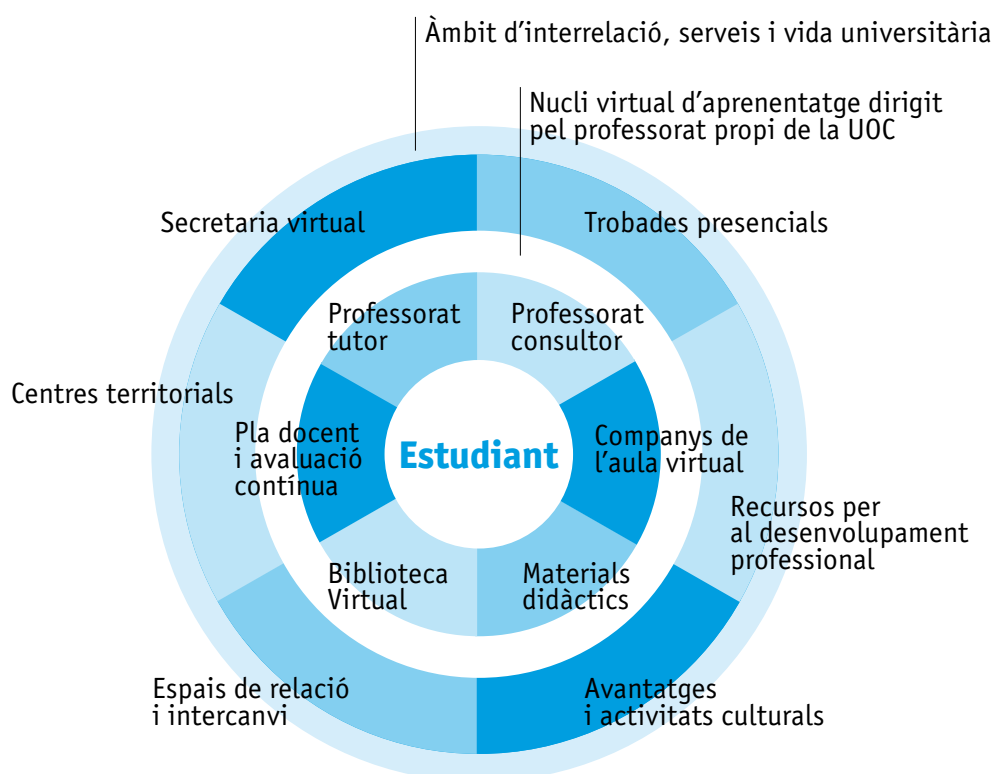 Àmbit d'interrelació, serveis i vida universitària
Nucli virtual d'aprenentatge dirigit
pel professorat propi de la UOC
Secretaria virtual
Trobades presencials
Professorat
tutor
Professorat
consultor
Centres territorials
Pla docent
i avaluació
contínua
Estudiant
Companys de
l'aula virtual
Recursos per
al desenvolupament
professional
Biblioteca
Virtual
Materials
didàctics
Espais de relació
i intercanvi
Avantatges
i activitats culturals